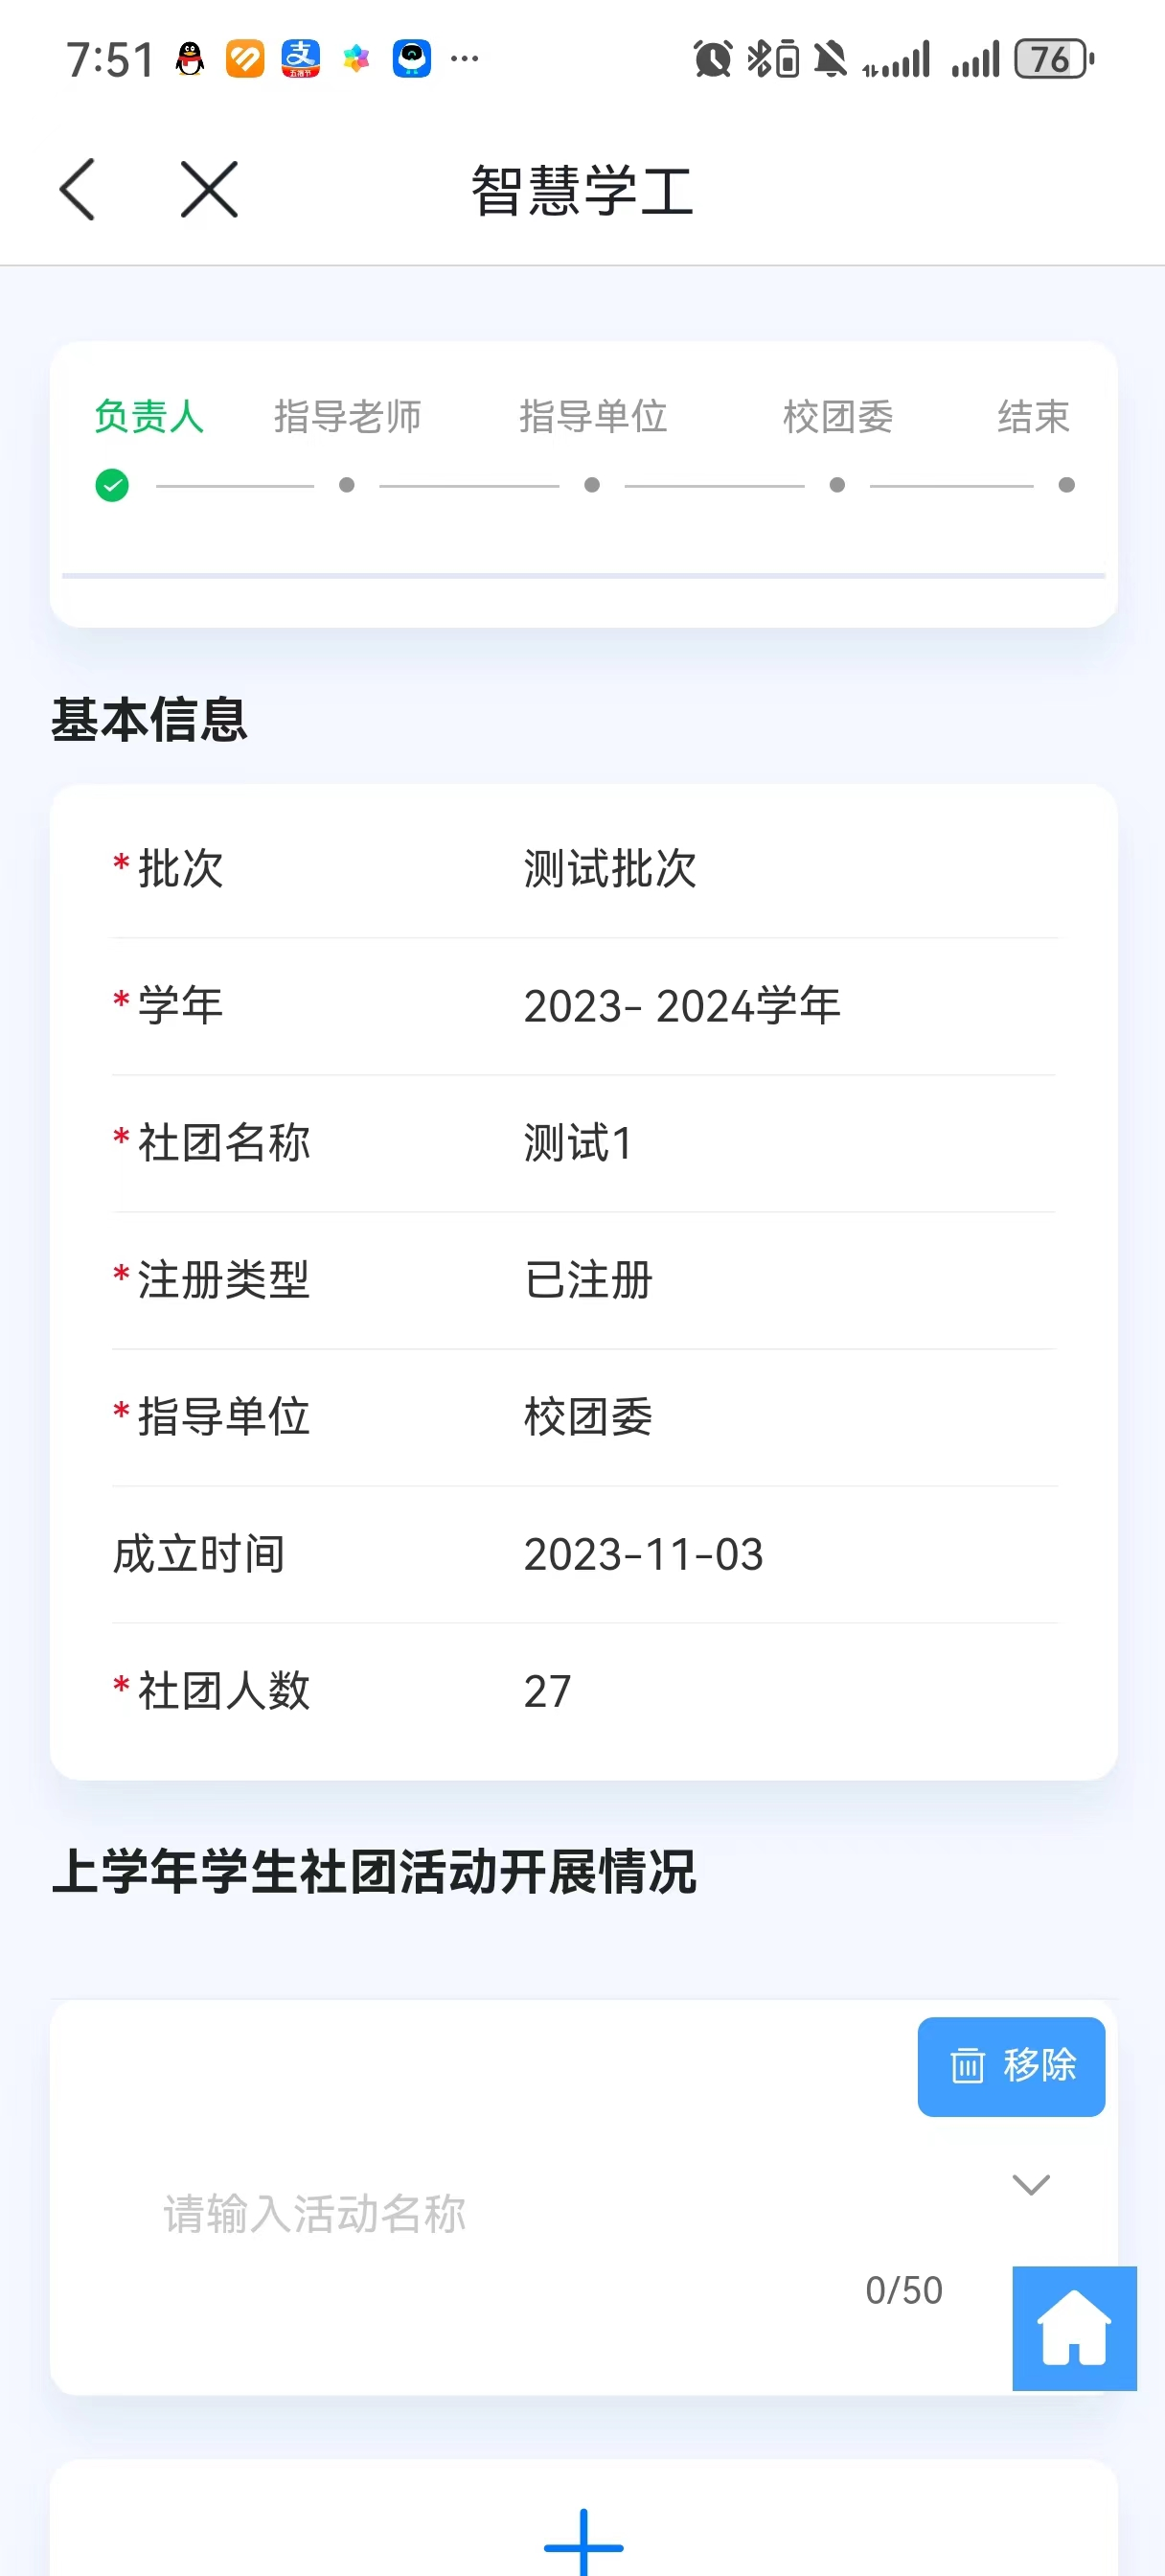 7:51 支 五福节 ... 76
智慧学工
负责人 指导老师 指导单位 校团委 结束
基本信息
*批次 测试批次
*学年 2023- 2024学年
*社团名称 测试1
*注册类型 已注册
*指导单位 校团委
成立时间 2023-11-03
*社团人数 27
上学年学生社团活动开展情况
移除
请输入活动名称
0/50